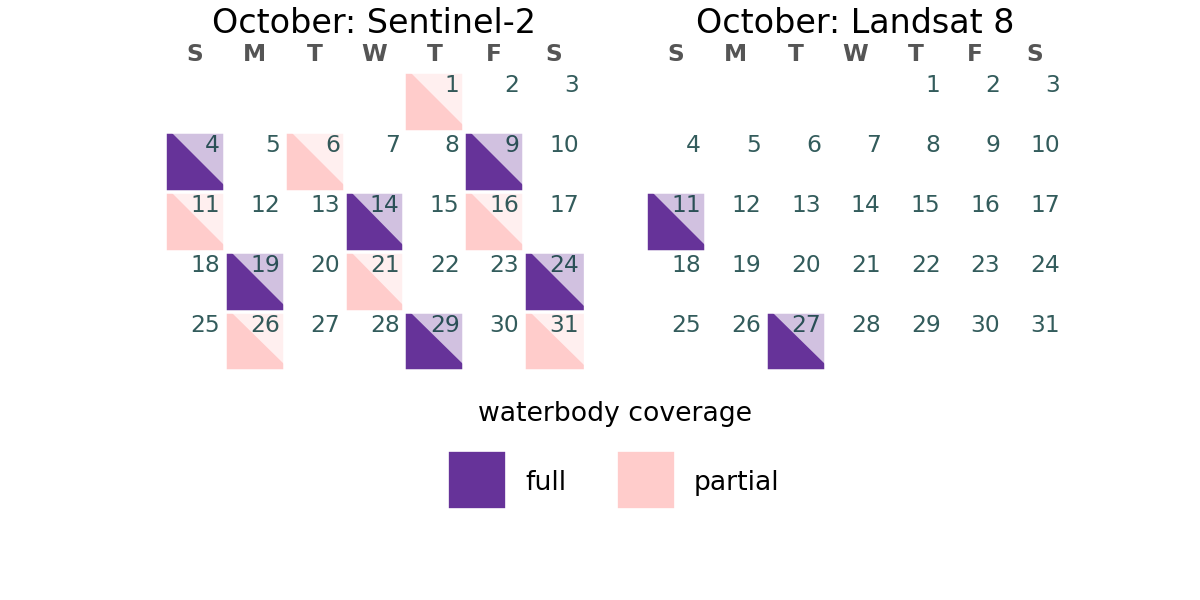 October: Sentinel-2
S M T W T F S
1 2 3
4 5 6 7 8 9 10
11 12 13 14 15 16 17
18 19 20 21 22 23 24
25 26 27 28 29 30 31
October: Landsat 8
S M T W T F S
1 2 3
4 5 6 7 8 9 10
11 12 13 14 15 16 17
18 19 20 21 22 23 24
25 26 27 28 29 30 31
waterbody coverage
full
partial